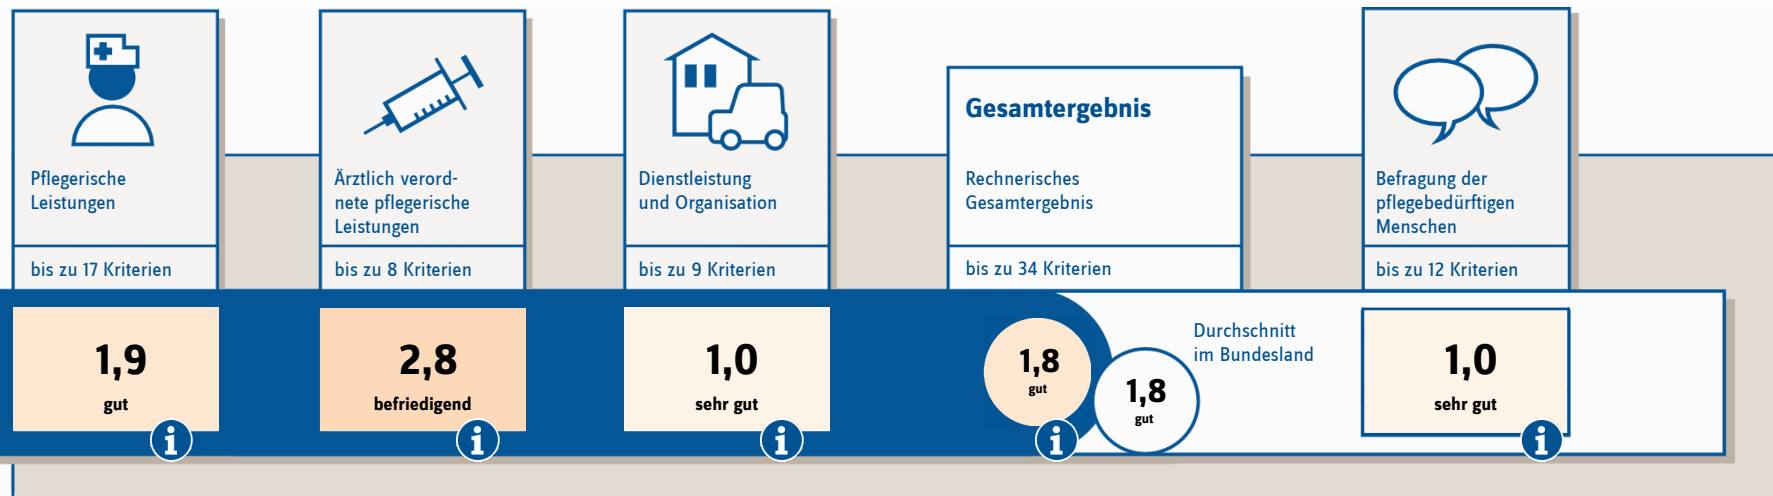 Pflegerische
Leistungen
bis zu 17 Kriterien
1,9
gut
i
Ärztlich verord-
nete pflegerische
Leistungen
bis zu 8 Kriterien
2,8
befriedigend
i
Dienstleistung
und Organisation
bis zu 9 Kriterien
1,0
sehr gut
i
Gesamtergebnis
Rechnerisches
Gesamtergebnis
bis zu 34 Kriterien
1,8
gut
i
Durchschnitt
im Bundesland
1,8
gut
Befragung der
pflegebedürftigen
Menschen
bis zu 12 Kriterien
1,0
sehr gut
i